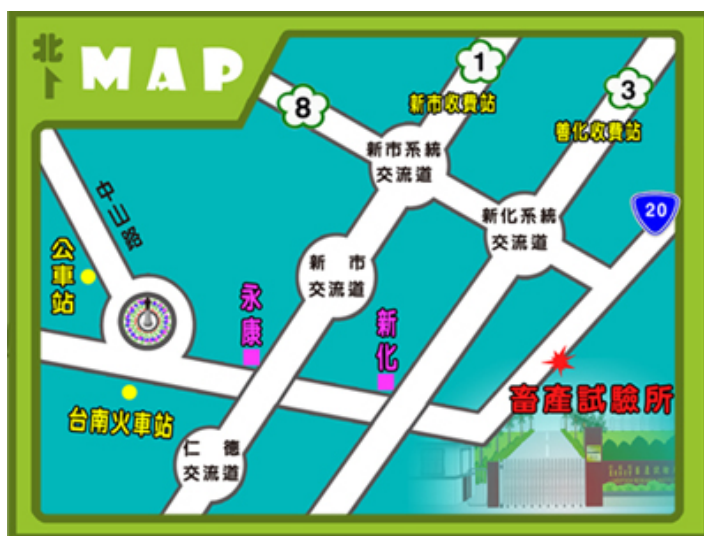 北
MAP
1
新市收費站
8
3
善化收費站
新市系統
交流道
中山路
20
新化系統
交流道
公車站
新市
交流道
永康
新化
畜產試驗所
台南火車站
仁德
交流道